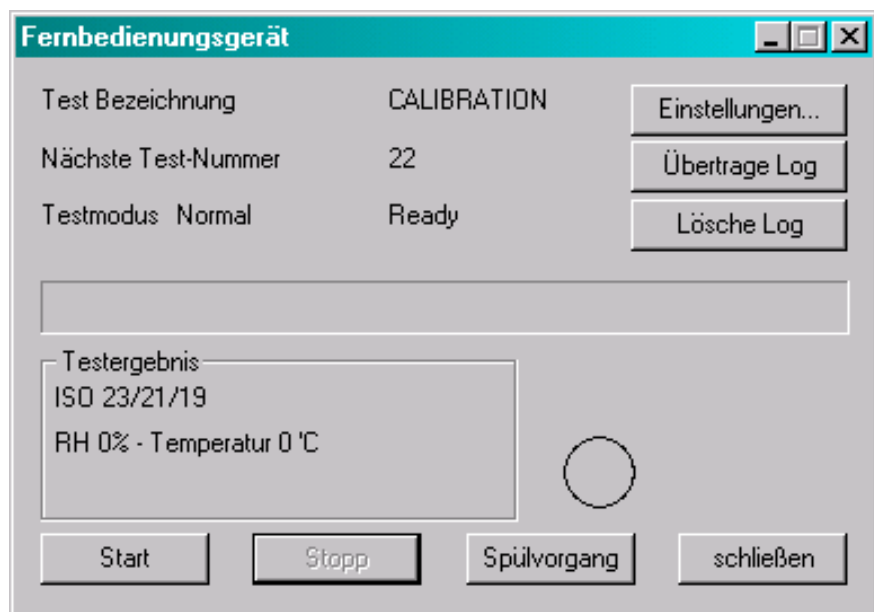 Fernbedienungsgerät
Test Bezeichnung CALIBRATION Einstellungen...
Nächste Test-Nummer 22 Übertrage Log
Testmodus Normal Ready Lösche Log
Testergebnis
ISO 23/21/19
RH 0% - Temperatur 0 'C
Start Stopp Spülvorgang schließen